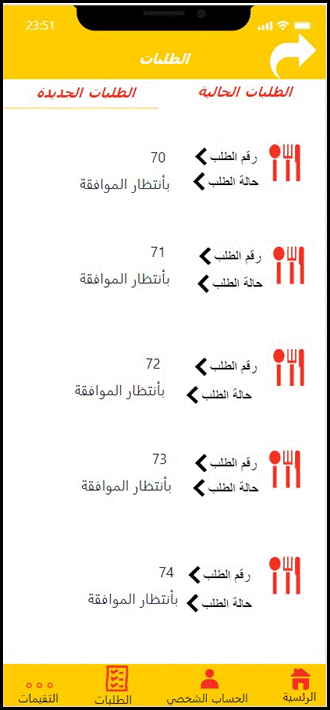 23:51
الطلبات
الطلبات الحالية الطلبات الجديدة
رقم الطلب 70
حالة الطلب بأنتظار الموافقة
رقم الطلب 71
حالة الطلب بأنتظار الموافقة
رقم الطلب 72
حالة الطلب بأنتظار الموافقة
رقم الطلب 73
حالة الطلب بأنتظار الموافقة
رقم الطلب 74
حالة الطلب بأنتظار الموافقة
الرئسية الحساب الشخصي الطلبات التقيمات